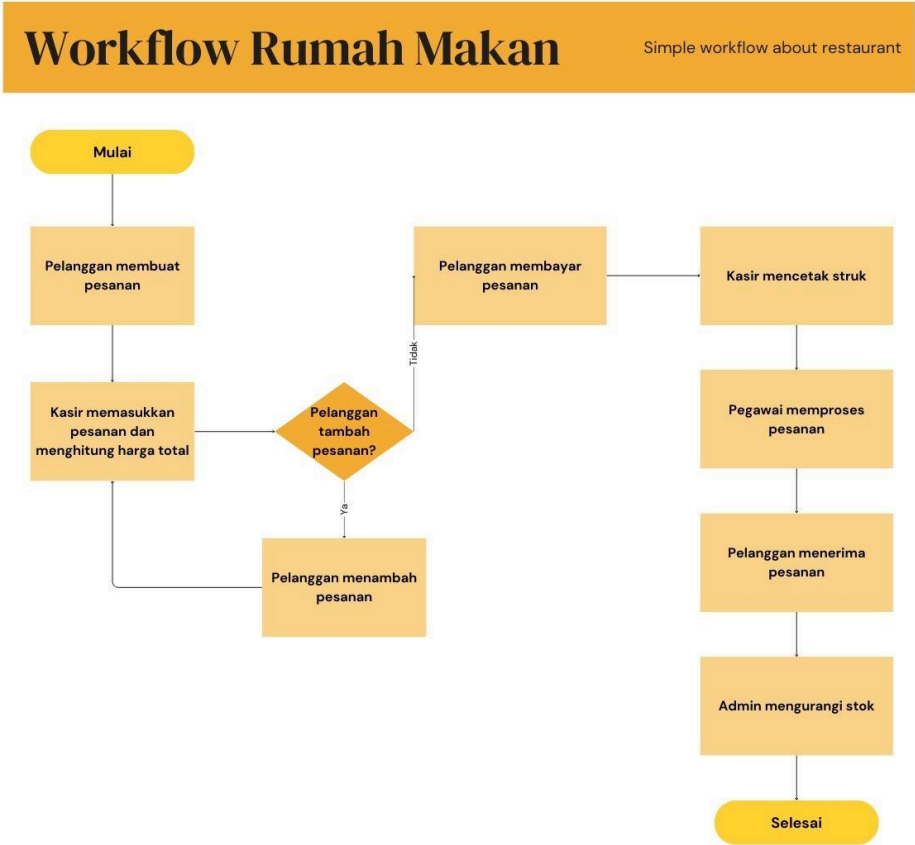 Workflow Rumah Makan
Simple workflow about restaurant
Mulai
Pelanggan membuat
pesanan
Kasir memasukkan
pesanan dan
menghitung harga total
Pelanggan
tambah
pesanan?
Ya
Pelanggan menambah
pesanan
Tidak
Pelanggan membayar
pesanan
Kasir mencetak struk
Pegawai memproses
pesanan
Pelanggan menerima
pesanan
Admin mengurangi stok
Selesai